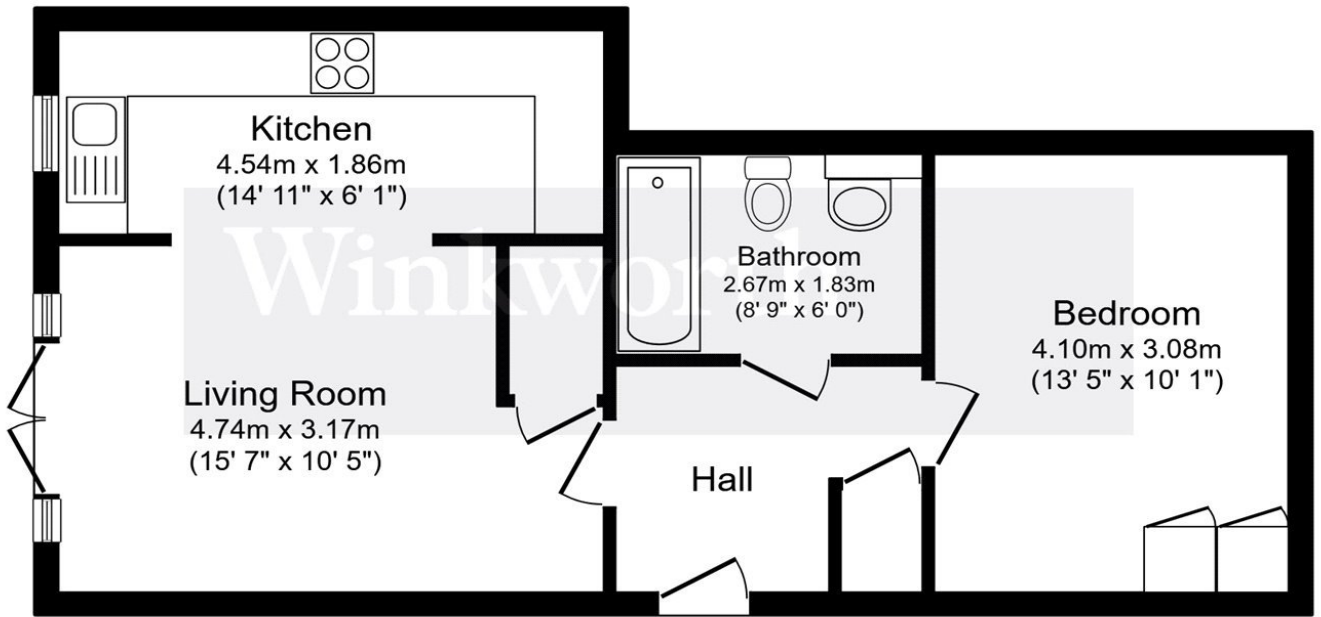 Kitchen
4.54m x 1.86m
(14' 11" x 6' 1")
Winkworth
Bathroom
2.67m x 1.83m
(8' 9" x 6' 0")
Bedroom
4.10m x 3.08m
(13' 5" x 10' 1")
Living Room
4.74m x 3.17m
(15' 7" x 10' 5")
Hall